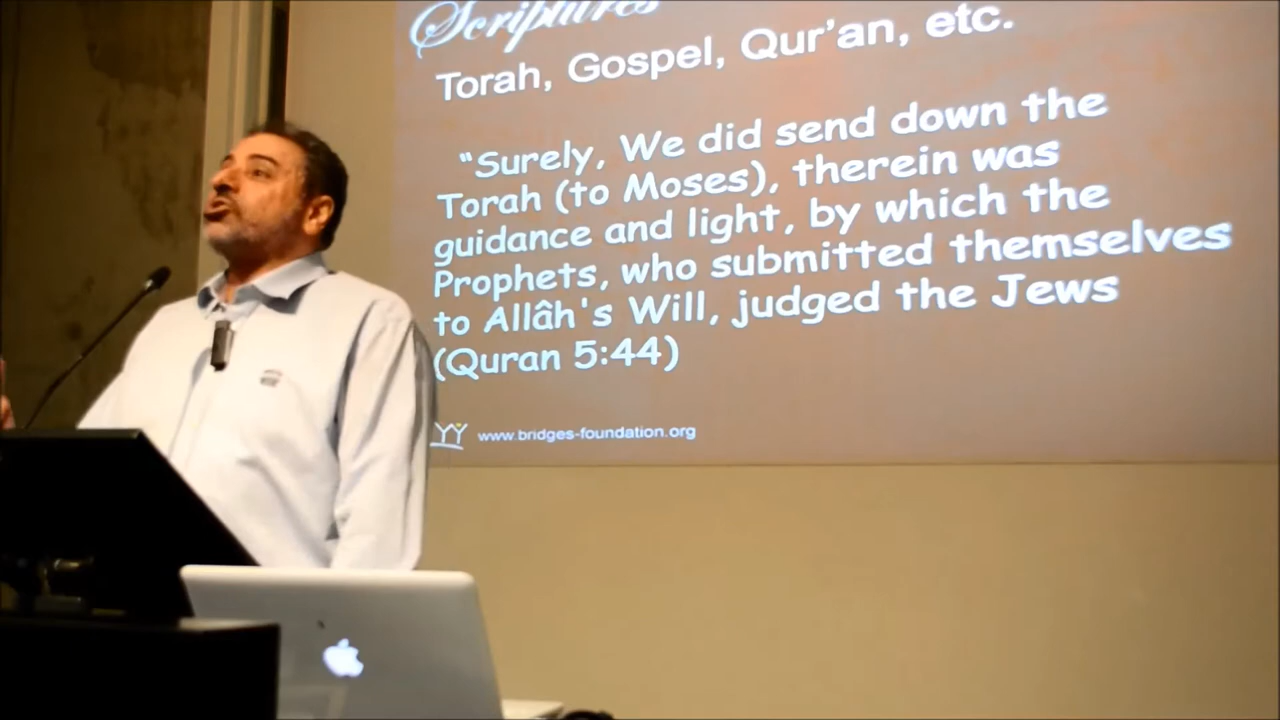 Scriptures
Torah, Gospel, Qur'an, etc.
“Surely, We did send down the
Torah (to Moses), therein was
guidance and light, by which the
Prophets, who submitted themselves
to Allâh's Will, judged the Jews
(Quran 5:44)
www.bridges-foundation.org